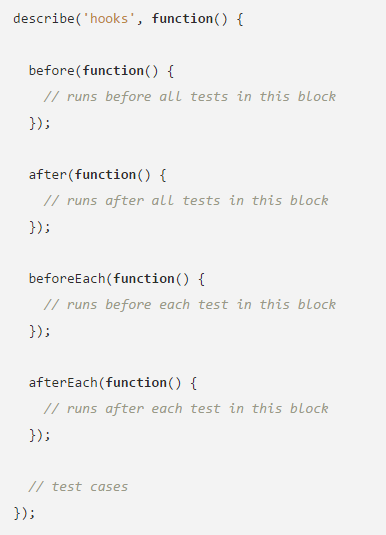 describe('hooks', function() {

  before(function() {
    // runs before all tests in this block
  });

  after(function() {
    // runs after all tests in this block
  });

  beforeEach(function() {
    // runs before each test in this block
  });

  afterEach(function() {
    // runs after each test in this block
  });

  // test cases
});